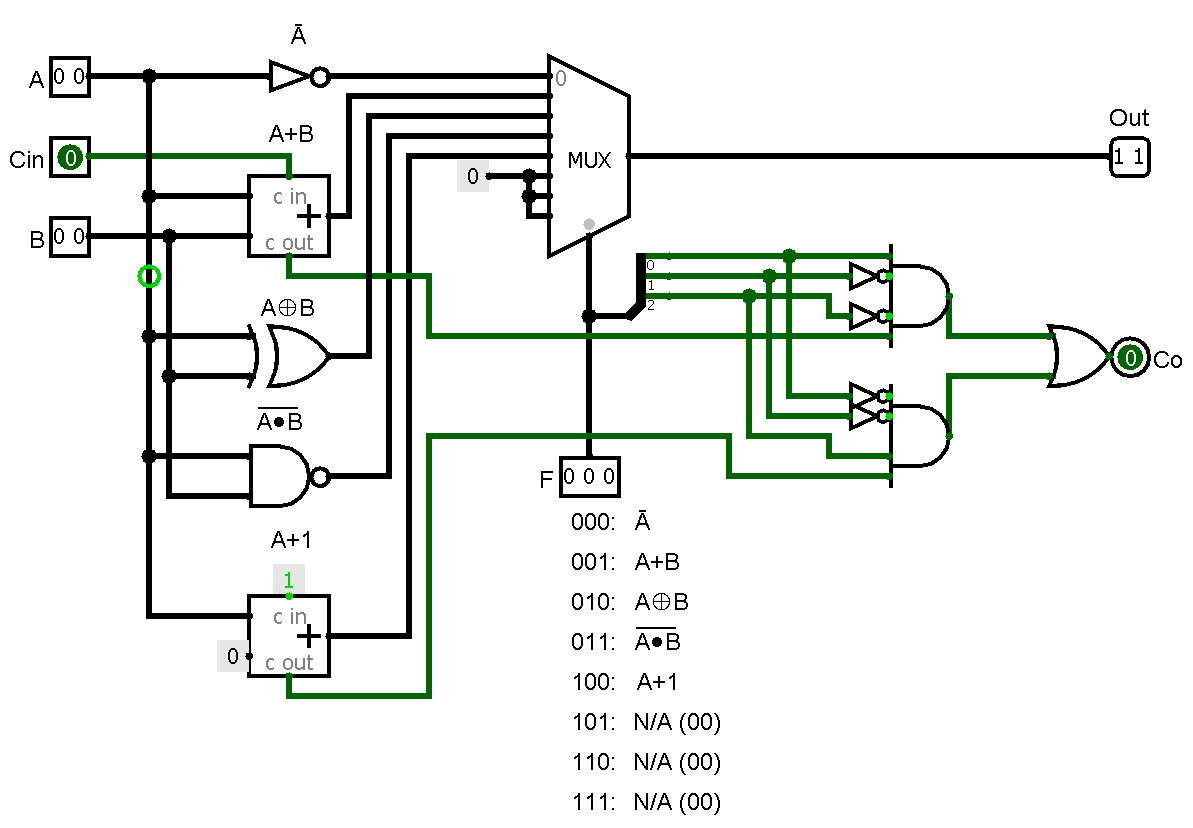 Ā
A 0 0
0
Out
A+B
Cin 0
MUX
1 1
0
c in
+
B 0 0
c out
0
1
2
A⊕B
0 Co
A̅•̅B̅
F 0 0 0
000: Ā
A+1
001: A+B
1
010: A⊕B
c in
+
011: A̅•̅B̅
0
c out
100: A+1
101: N/A (00)
110: N/A (00)
111: N/A (00)